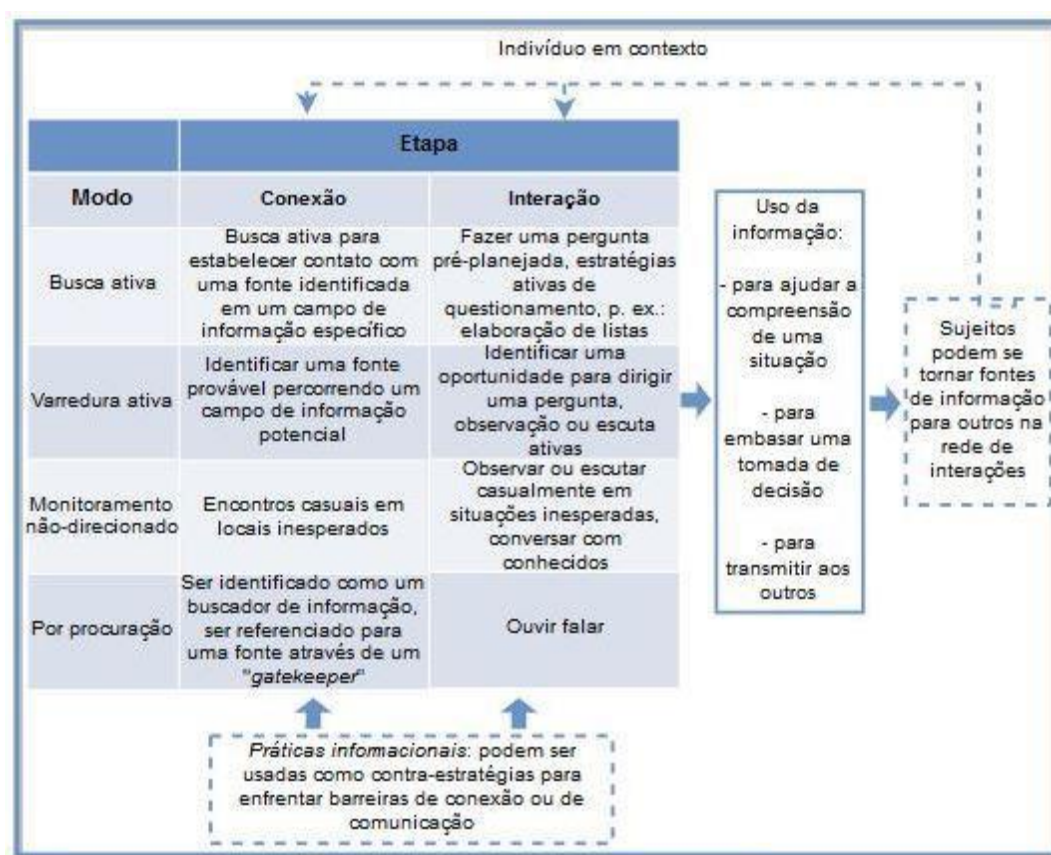 Indivíduo em contexto
Etapa
Modo
Conexão
Interação
Busca ativa
Busca ativa para
estabelecer contato com
uma fonte identificada
em um campo de
informação específico
Fazer uma pergunta
pré-planejada, estratégias
ativas de
questionamento, p. ex.:
elaboração de listas
Varredura ativa
Identificar uma fonte
provável percorrendo um
campo de informação
potencial
Identificar uma
oportunidade para dirigir
uma pergunta,
observação ou escuta
ativas
Monitoramento
não-direcionado
Encontros casuais em
locais inesperados
Observar ou escutar
casualmente em
situações inesperadas,
conversar com
conhecidos
Por procuração
Ser identificado como um
buscador de informação,
ser referenciado para
uma fonte através de um
"gatekeeper"
Ouvir falar
Uso da
informação:
- para ajudar a
compreensão
de uma
situação
- para
embasar uma
tomada de
decisão
- para
transmitir aos
outros
Sujeitos
podem se
tornar fontes
de informação
para outros na
rede de
interações
Práticas informacionais: podem ser
usadas como contra-estratégias para
enfrentar barreiras de conexão ou de
comunicação